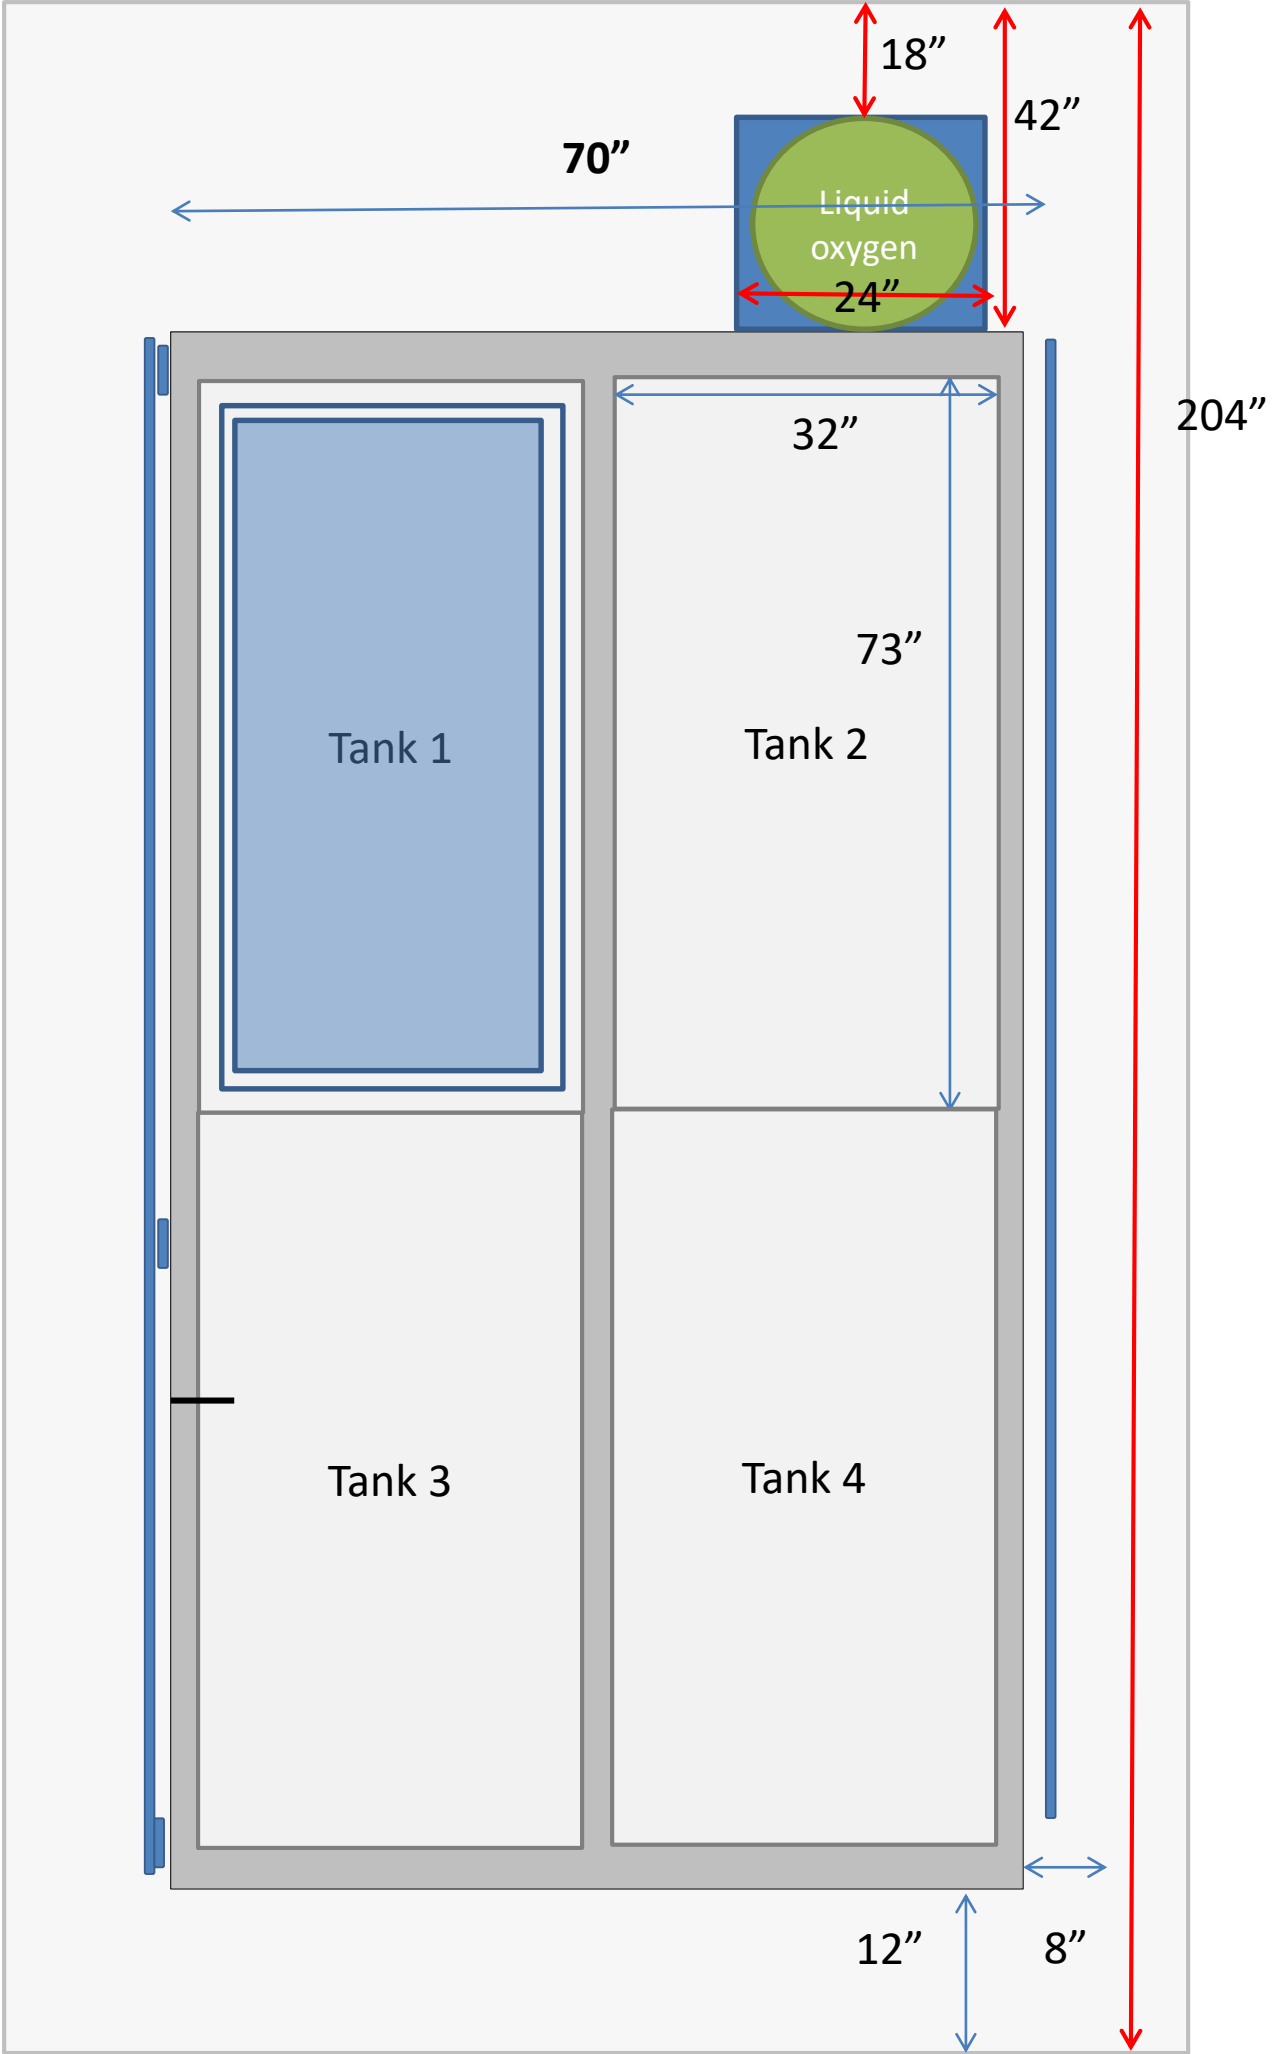 18”
42”
70”
Liquid
oxygen
24”
204”
32”
73”
Tank 1
Tank 2
Tank 3
Tank 4
12”
8”